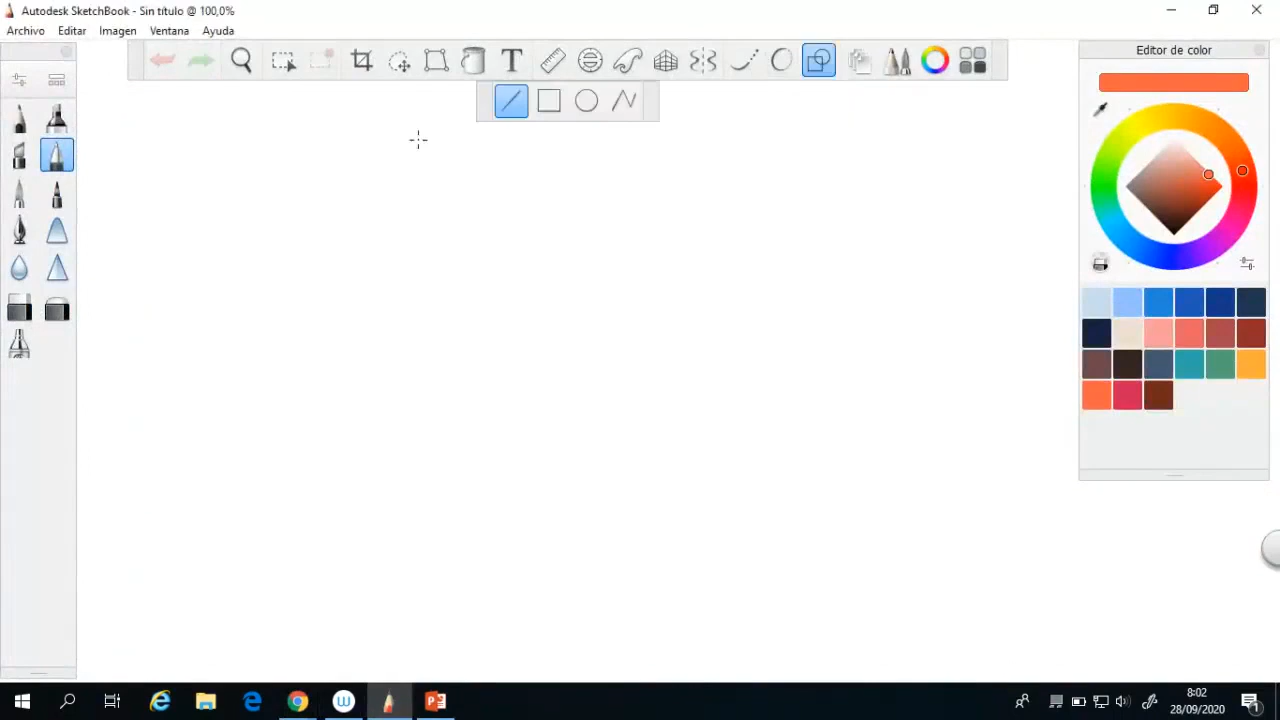 Autodesk SketchBook - Sin título @ 100,0%
Archivo Editar Imagen Ventana Ayuda
T
Editor de color
8:02
28/09/2020
1